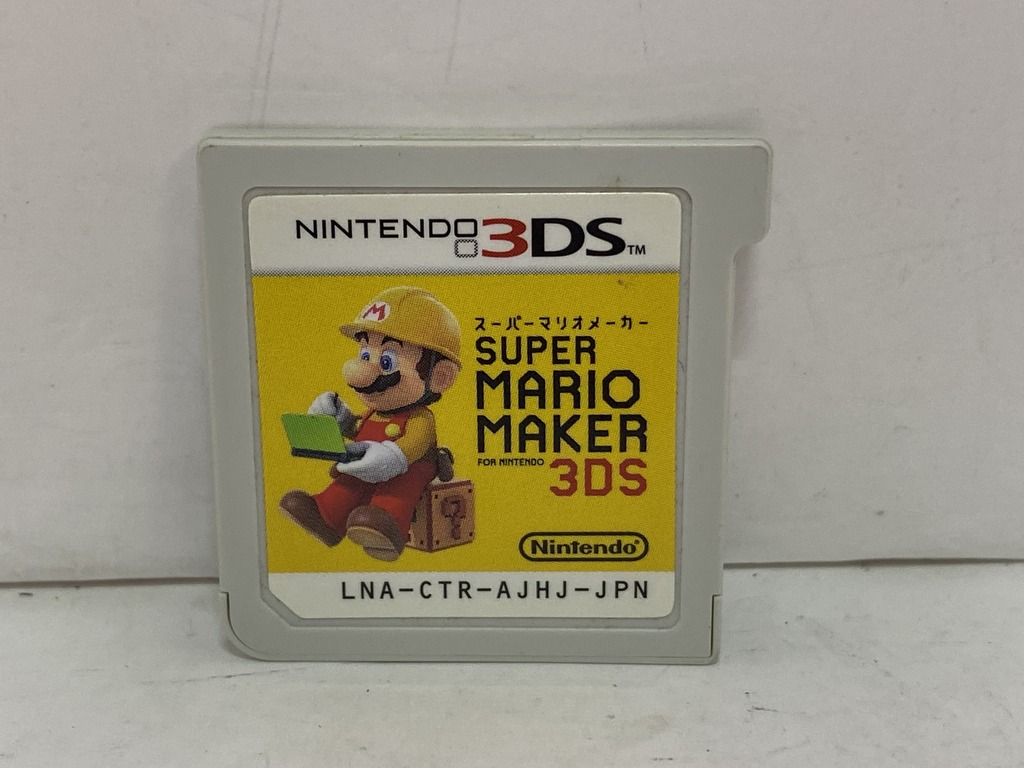 NINTENDO 3DS™
スーパーマリオメーカー
SUPER
MARIO
MAKER
FOR NINTENDO
3DS
Nintendo®
LNA-CTR-AJHJ-JPN
M